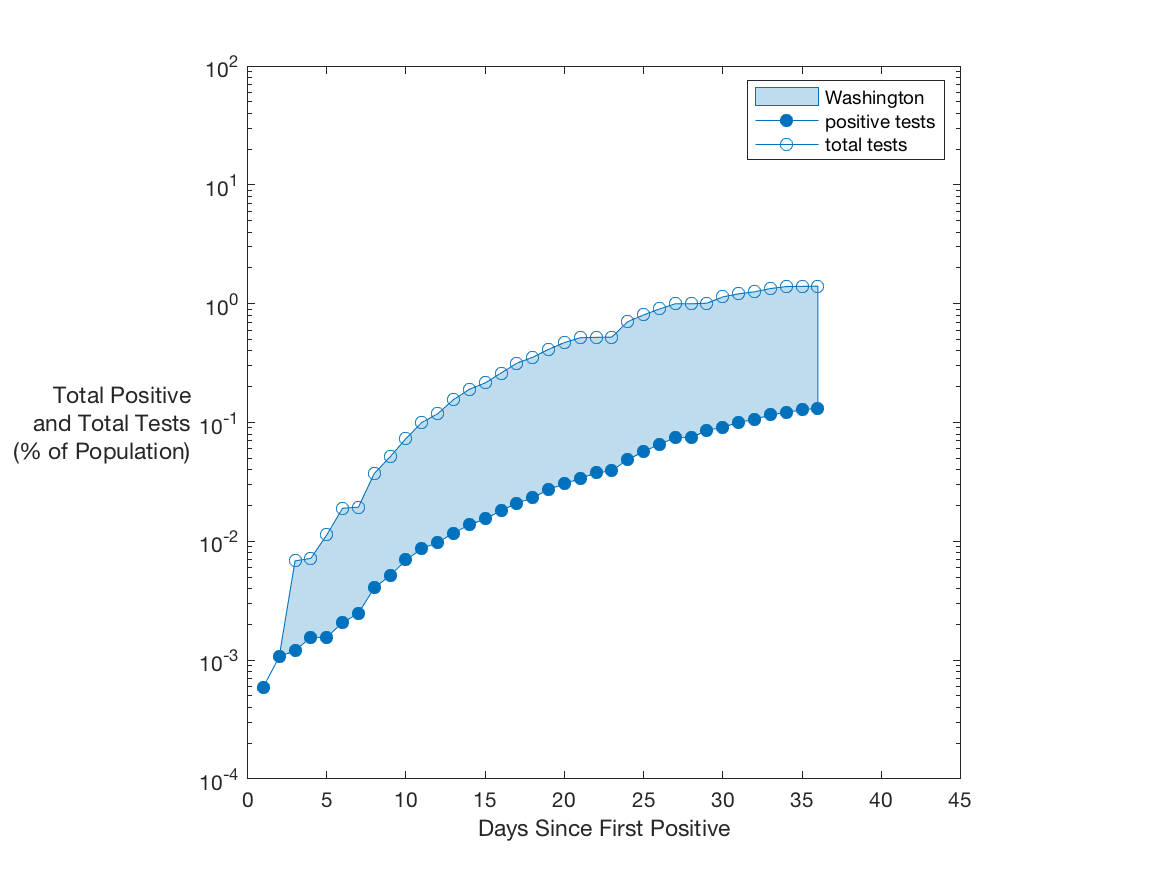 10^2
Washington
positive tests
total tests
10^1
10^0
Total Positive
and Total Tests
(% of Population)
10^-1
10^-2
10^-3
10^-4
0 5 10 15 20 25 30 35 40 45
Days Since First Positive